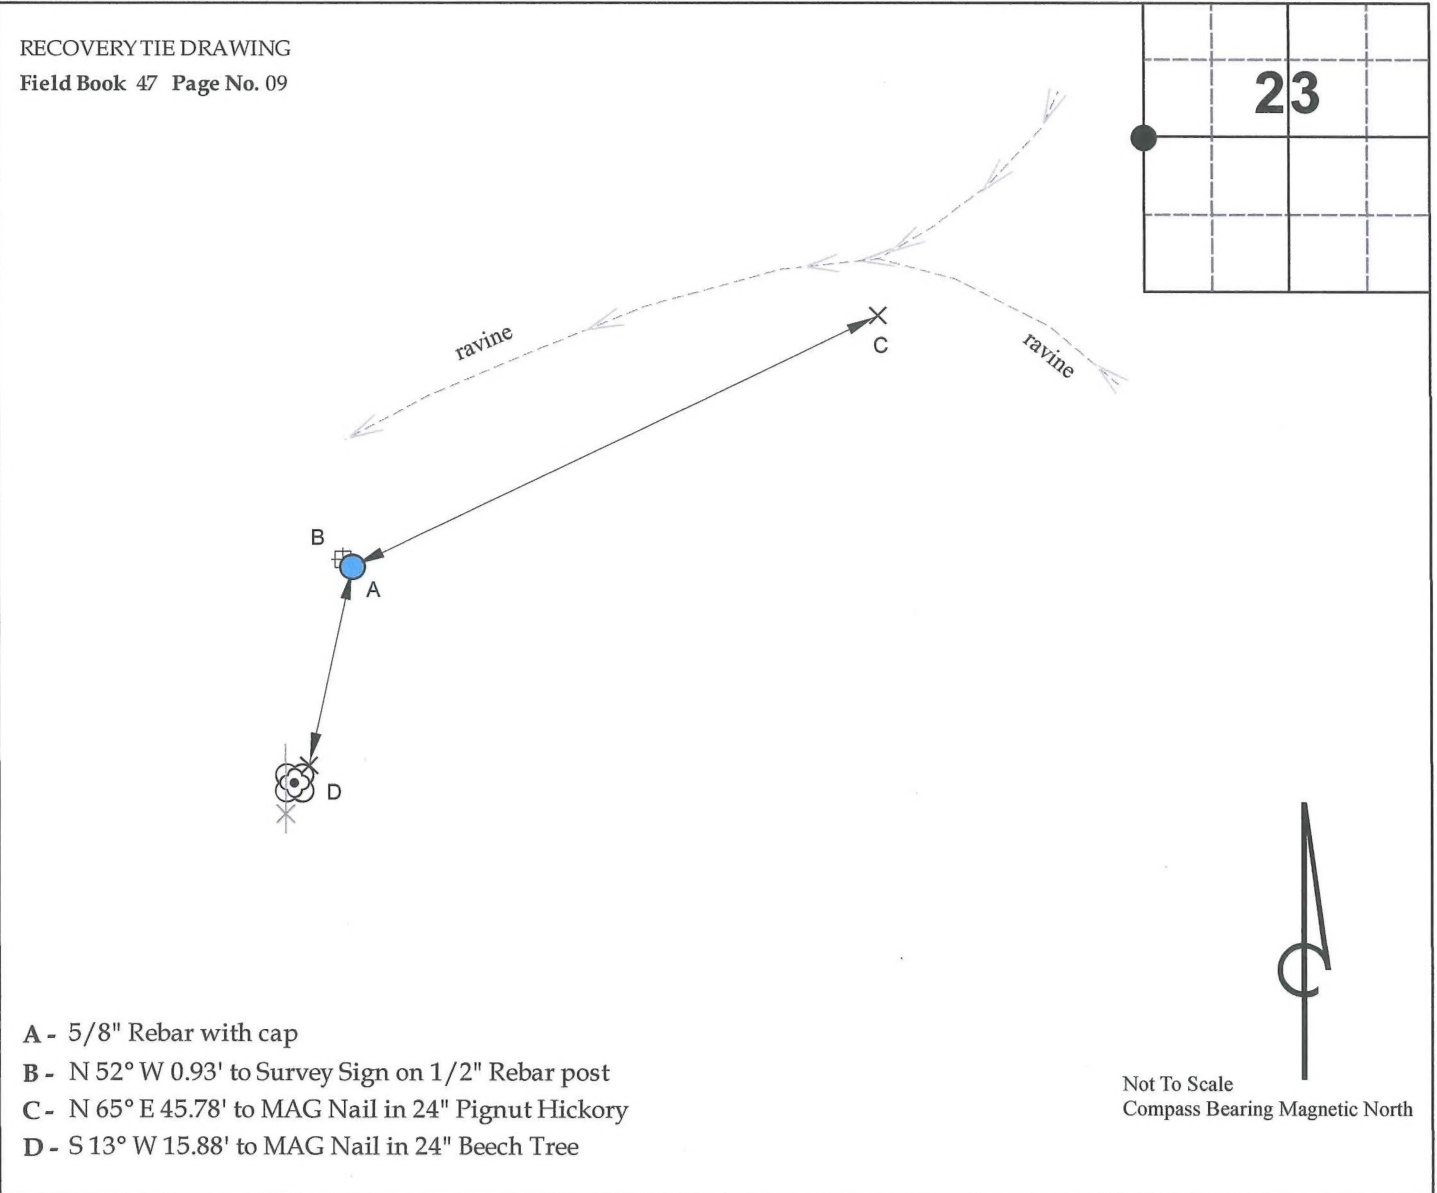 RECOVERY TIE DRAWING
Field Book 47 Page No. 09
23
ravine
ravine
C
B
A
D
A - 5/8" Rebar with cap
B - N 52° W 0.93' to Survey Sign on 1/2" Rebar post
C - N 65° E 45.78' to MAG Nail in 24" Pignut Hickory
D - S 13° W 15.88' to MAG Nail in 24" Beech Tree
Not To Scale
Compass Bearing Magnetic North